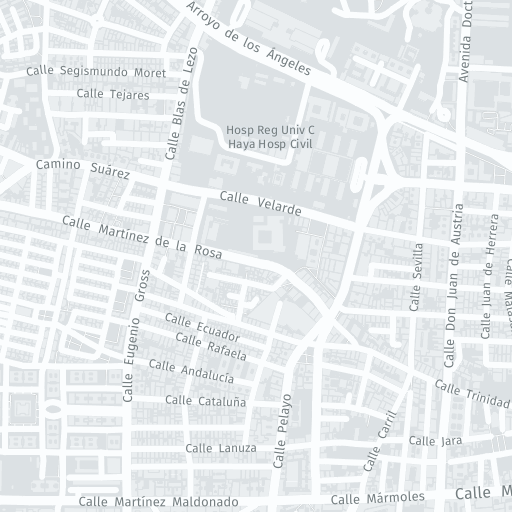 Arroyo de los Ángeles
Avenida Doct
Calle Segismundo Moret
Calle Tejares
Calle Blas de Lezo
Hosp Reg Univ C
Haya Hosp Civil
Camino Suárez
Calle Velarde
Calle Martínez de la Rosa
Calle Sevilla
Calle Don Juan de Austria
Calle Juan de Herrera
Calle Eugenio Gross
Calle Ecuador
Calle Rafaela
Calle Andalucía
Calle Cataluña
Calle Pelayo
Calle Trinidad
Calle Carril
Calle Jara
Calle Lanuza
Calle Martínez Maldonado
Calle Mármoles
Calle M